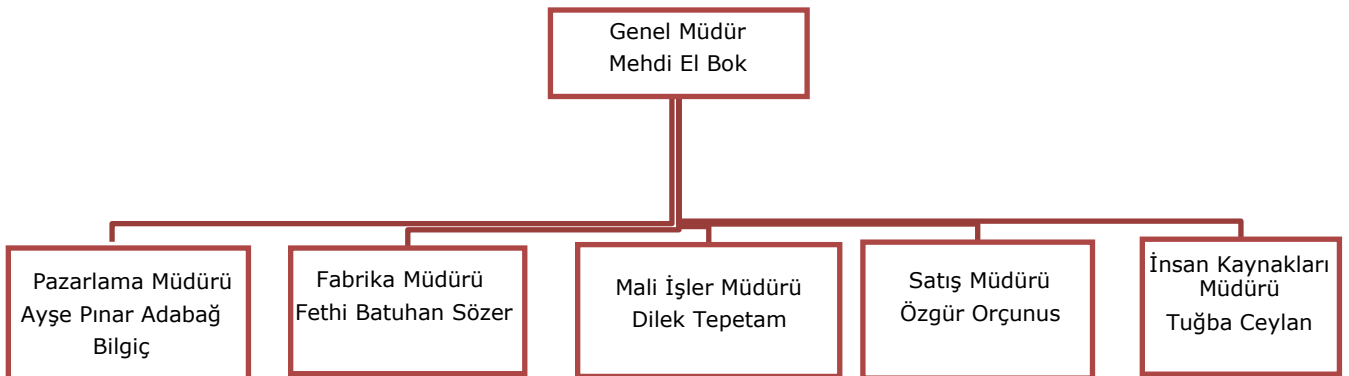 Genel Müdür
Mehdi El Bok
Pazarlama Müdürü
Ayşe Pınar Adabağ
Bilgiç
Fabrika Müdürü
Fethi Batuhan Sözer
Mali İşler Müdürü
Dilek Tepetam
Satış Müdürü
Özgür Orçunus
İnsan Kaynakları
Müdürü
Tuğba Ceylan